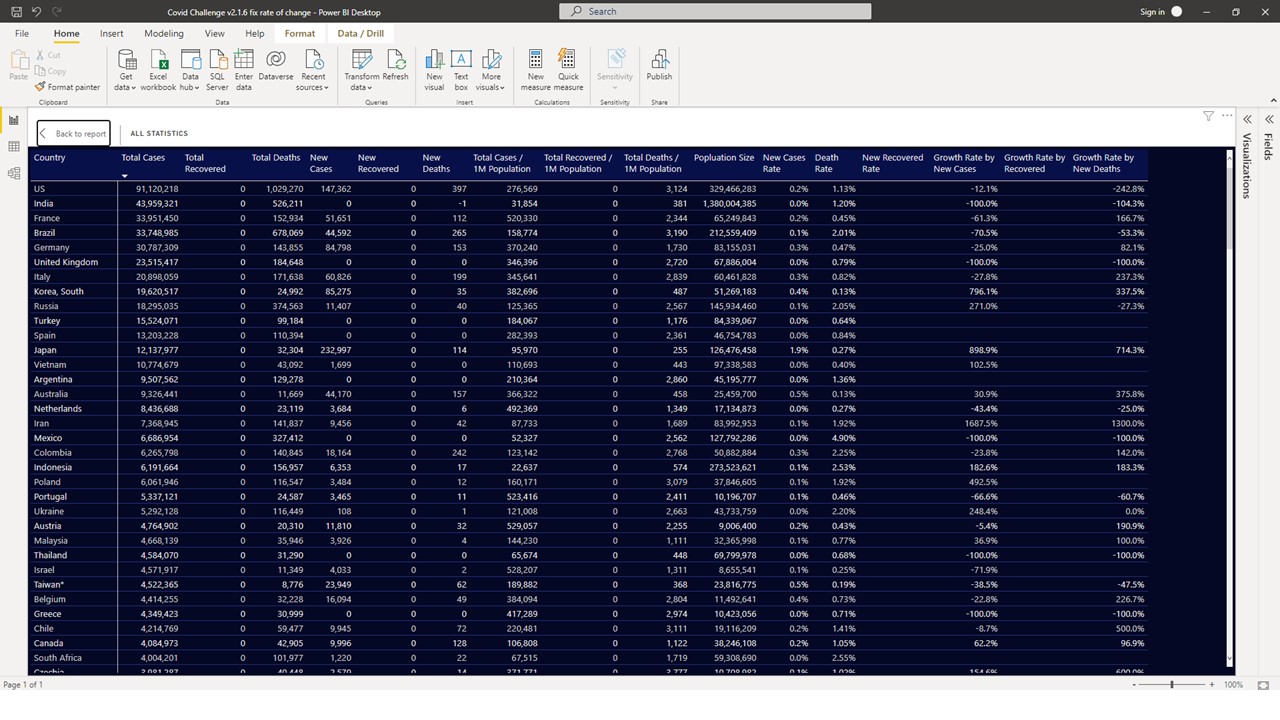 Covid Challenge v2.1.6 fix rate of change - Power BI Desktop
Search
Sign in
File Home Insert Modeling View Help Format Data / Drill
Paste
Cut
Copy
Format painter
Clipboard
Get data
Excel workbook
Data hub
SQL Server
Enter data
Dataverse
Recent sources
Data
Transform data
Refresh
Queries
New visual
Text box
More visuals
Insert
New measure
Quick measure
Calculations
Sensitivity
Sensitivity
Publish
Share
Back to report
ALL STATISTICS
Visualizations
Fields
Country Total Cases Total Recovered Total Deaths New Cases New Recovered New Deaths Total Cases / 1M Population Total Recovered / 1M Population Total Deaths / 1M Population Popluation Size New Cases Rate Death Rate New Recovered Rate Growth Rate by New Cases Growth Rate by Recovered Growth Rate by New Deaths
US 91,120,218 0 1,029,270 147,362 0 397 276,569 0 3,124 329,466,283 0.2% 1.13% -12.1% -242.8%
India 43,959,321 0 526,211 0 0 -1 31,854 0 381 1,380,004,385 0.0% 1.20% -100.0% -104.3%
France 33,951,450 0 152,934 51,651 0 112 520,330 0 2,344 65,249,843 0.2% 0.45% -61.3% 166.7%
Brazil 33,748,985 0 678,069 44,592 0 265 158,774 0 3,190 212,559,409 0.1% 2.01% -70.5% -53.3%
Germany 30,787,309 0 143,855 84,798 0 153 370,240 0 1,730 83,155,031 0.3% 0.47% -25.0% 82.1%
United Kingdom 23,515,417 0 184,648 0 0 0 346,396 0 2,720 67,886,004 0.0% 0.79% -100.0% -100.0%
Italy 20,898,059 0 171,638 60,826 0 199 345,641 0 2,839 60,461,828 0.3% 0.82% -27.8% 237.3%
Korea, South 19,620,517 0 24,992 85,275 0 35 382,696 0 487 51,269,183 0.4% 0.13% 796.1% 337.5%
Russia 18,295,035 0 374,563 11,407 0 40 125,365 0 2,567 145,934,460 0.1% 2.05% 271.0% -27.3%
Turkey 15,524,071 0 99,184 0 0 0 184,067 0 1,176 84,339,067 0.0% 0.64%
Spain 13,203,228 0 110,394 0 0 0 282,393 0 2,361 46,754,783 0.0% 0.84%
Japan 12,137,977 0 32,304 232,997 0 114 95,970 0 255 126,476,458 1.9% 0.27% 898.9% 714.3%
Vietnam 10,774,679 0 43,092 1,699 0 0 110,693 0 443 97,338,583 0.0% 0.40% 102.5%
Argentina 9,507,562 0 129,278 0 0 0 210,364 0 2,860 45,195,777 0.0% 1.36%
Australia 9,326,441 0 11,669 44,170 0 157 366,322 0 458 25,459,700 0.5% 0.13% 30.9% 375.8%
Netherlands 8,436,688 0 23,119 3,684 0 6 492,369 0 1,349 17,134,873 0.0% 0.27% -43.4% -25.0%
Iran 7,368,945 0 141,837 9,456 0 42 87,733 0 1,689 83,992,953 0.1% 1.92% 1687.5% 1300.0%
Mexico 6,686,954 0 327,412 0 0 0 52,327 0 2,562 127,792,286 0.0% 4.90% -100.0% -100.0%
Colombia 6,265,798 0 140,845 18,164 0 242 123,142 0 2,768 50,882,884 0.3% 2.25% -23.8% 142.0%
Indonesia 6,191,664 0 156,957 6,353 0 17 22,637 0 574 273,523,621 0.1% 2.53% 182.6% 183.3%
Poland 6,061,946 0 116,547 3,484 0 12 160,171 0 3,079 37,846,605 0.1% 1.92% 492.5%
Portugal 5,337,121 0 24,587 3,465 0 11 523,416 0 2,411 10,196,707 0.1% 0.46% -66.6% -60.7%
Ukraine 5,292,128 0 116,449 108 0 1 121,008 0 2,663 43,733,759 0.0% 2.20% 248.4% 0.0%
Austria 4,764,902 0 20,310 11,810 0 32 529,057 0 2,255 9,006,400 0.2% 0.43% -5.4% 190.9%
Malaysia 4,668,139 0 35,946 3,926 0 4 144,230 0 1,111 32,365,998 0.1% 0.77% 36.9% 100.0%
Thailand 4,584,070 0 31,290 0 0 0 65,674 0 448 69,799,978 0.0% 0.68% -100.0% -100.0%
Israel 4,571,917 0 11,349 4,033 0 2 528,207 0 1,311 8,655,541 0.1% 0.25% -71.9%
Taiwan* 4,522,365 0 8,776 23,949 0 62 189,882 0 368 23,816,775 0.5% 0.19% -38.5% -47.5%
Belgium 4,414,255 0 32,228 16,094 0 49 384,094 0 2,804 11,492,641 0.4% 0.73% -22.8% 226.7%
Greece 4,349,423 0 30,999 0 0 0 417,289 0 2,974 10,423,056 0.0% 0.71% -100.0% -100.0%
Chile 4,214,769 0 59,477 9,945 0 72 220,481 0 3,111 19,116,209 0.2% 1.41% -8.7% 500.0%
Canada 4,084,973 0 42,905 9,996 0 128 106,808 0 1,122 38,246,108 0.2% 1.05% 62.2% 96.9%
South Africa 4,004,201 0 101,977 1,220 0 22 67,515 0 1,719 59,308,690 0.0% 2.55%
Page 1 of 1
100%